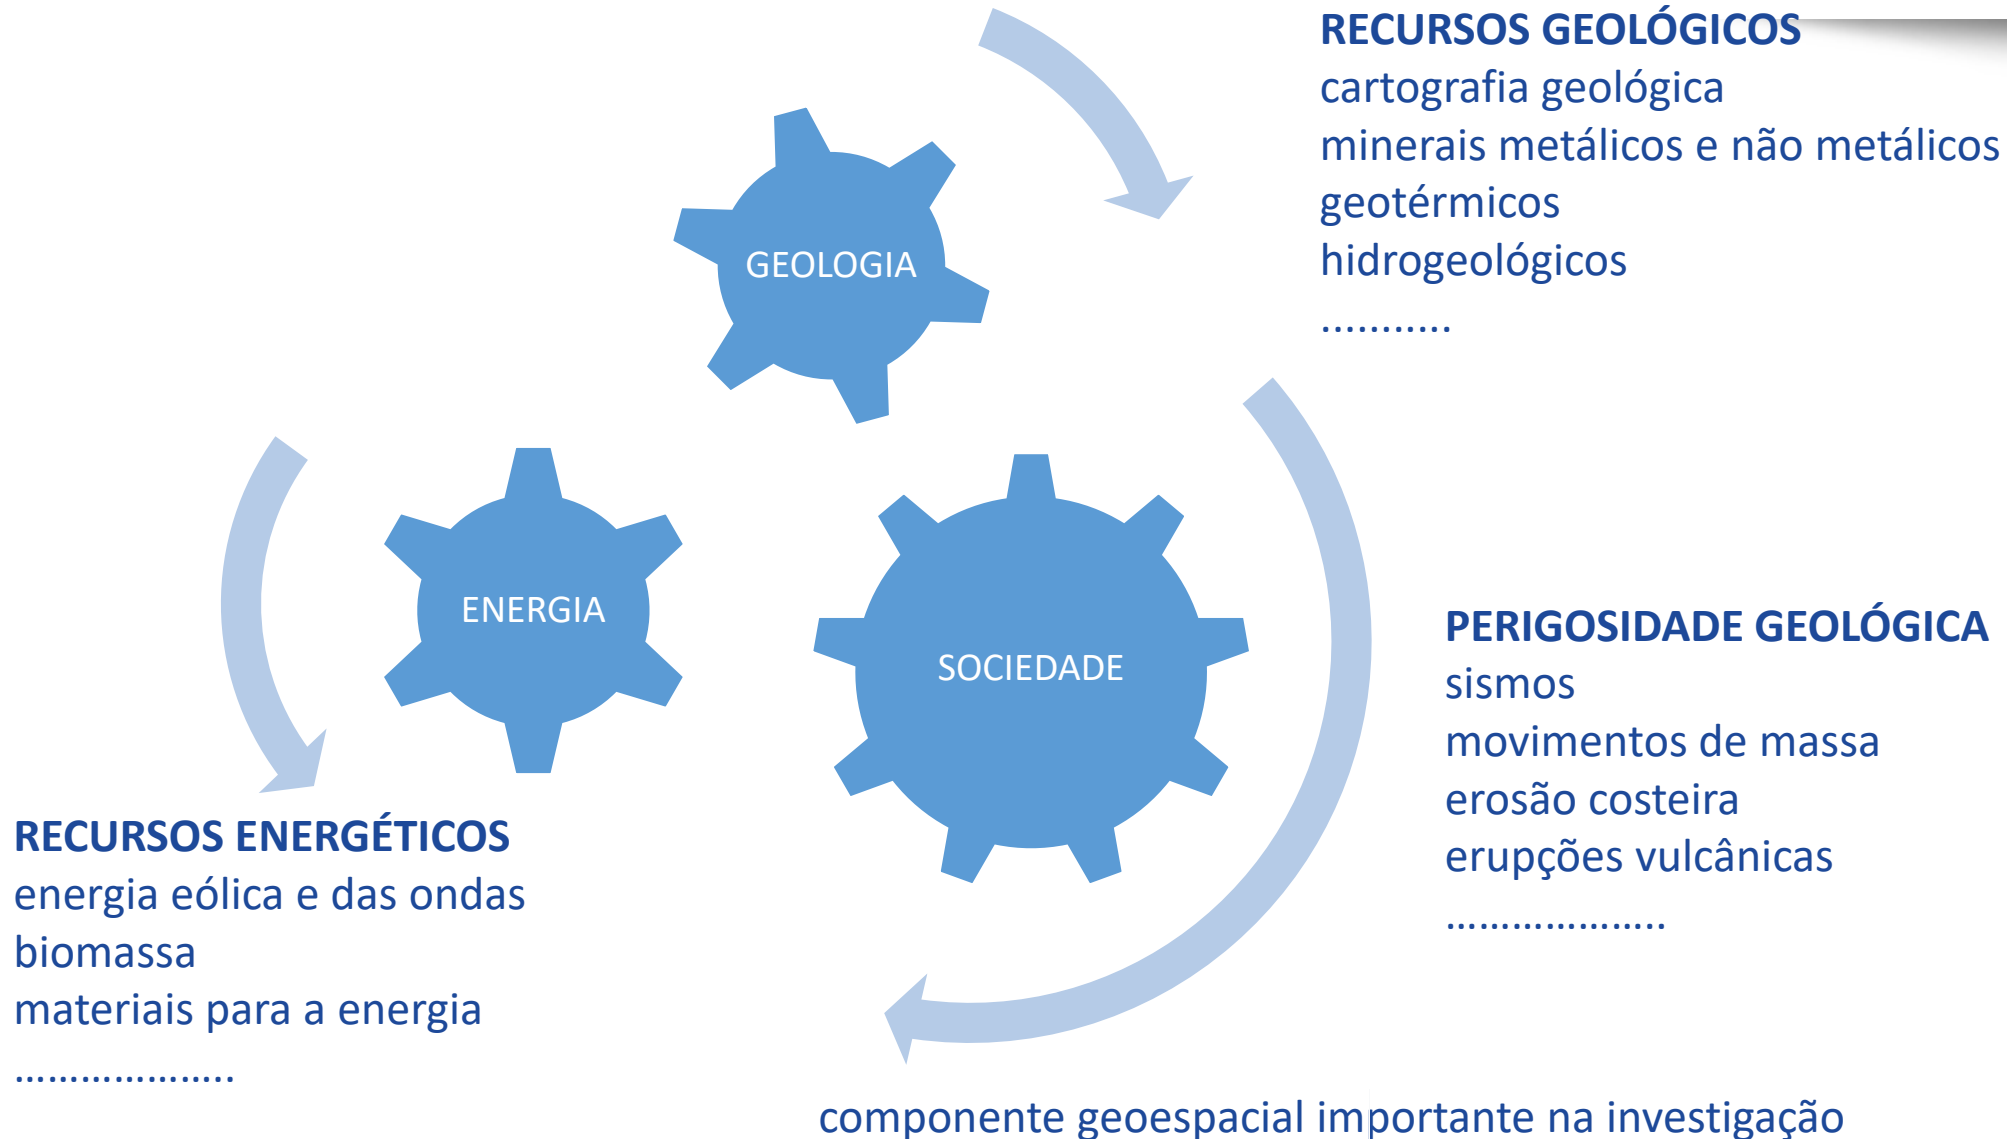 RECURSOS GEOLÓGICOS
cartografia geológica
minerais metálicos e não metálicos
geotérmicos
hidrogeológicos
...........
GEOLOGIA
ENERGIA
SOCIEDADE
PERIGOSIDADE GEOLÓGICA
sismos
movimentos de massa
erosão costeira
erupções vulcânicas
………………..
RECURSOS ENERGÉTICOS
energia eólica e das ondas
biomassa
materiais para a energia
………………..
componente geoespacial importante na investigação